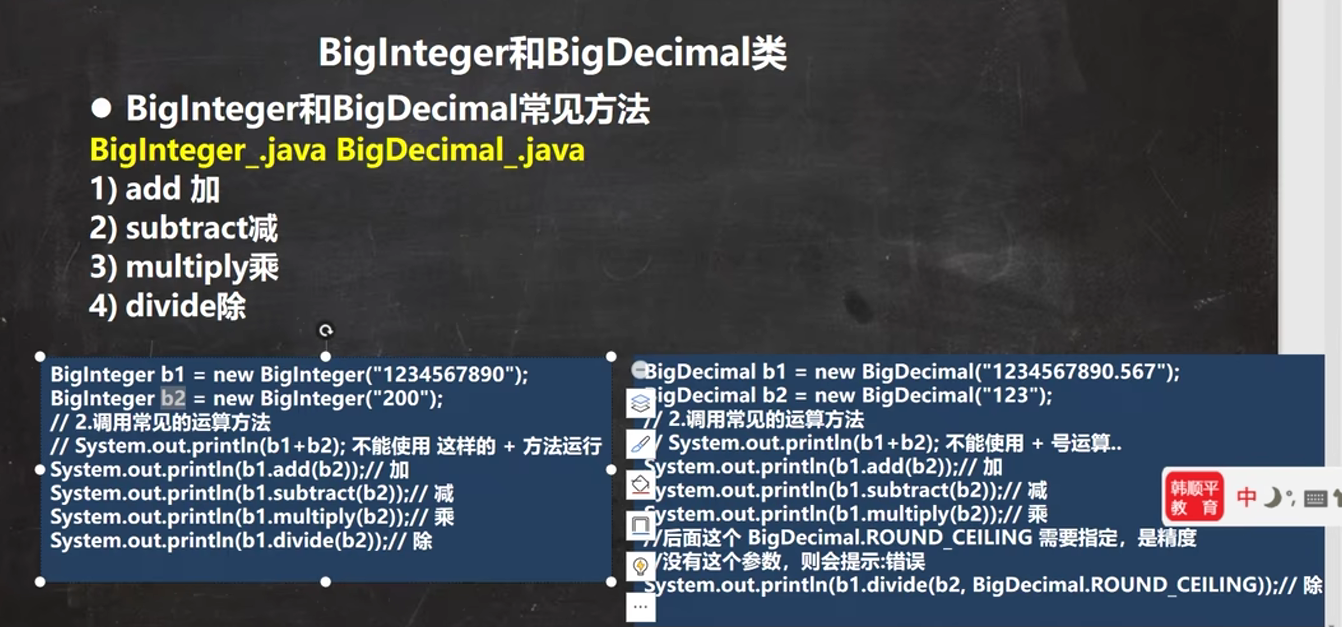 BigInteger和BigDecimal类
● BigInteger和BigDecimal常见方法
BigInteger_.java BigDecimal_.java
1) add 加
2) subtract减
3) multiply乘
4) divide除
BigInteger b1 = new BigInteger("1234567890");
BigInteger b2 = new BigInteger("200");
// 2.调用常见的运算方法
// System.out.println(b1+b2); 不能使用 这样的 + 方法运行
System.out.println(b1.add(b2));// 加
System.out.println(b1.subtract(b2));// 减
System.out.println(b1.multiply(b2));// 乘
System.out.println(b1.divide(b2));// 除
BigDecimal b1 = new BigDecimal("1234567890.567");
BigDecimal b2 = new BigDecimal("123");
// 2.调用常见的运算方法
// System.out.println(b1+b2); 不能使用 + 号运算..
System.out.println(b1.add(b2));// 加
System.out.println(b1.subtract(b2));// 减
System.out.println(b1.multiply(b2));// 乘
//后面这个 BigDecimal.ROUND_CEILING 需要指定，是精度
//没有这个参数，则会提示:错误
System.out.println(b1.divide(b2, BigDecimal.ROUND_CEILING));// 除
韩顺平
教 育
中